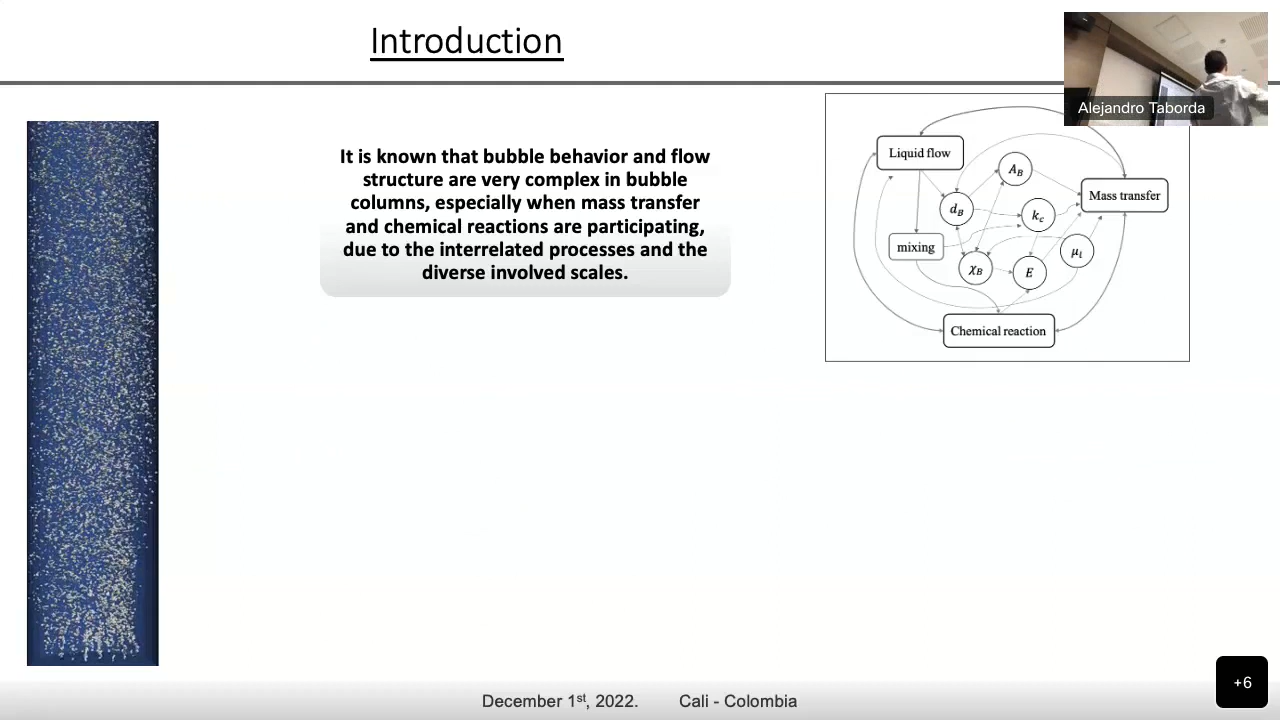 Introduction
Alejandro Taborda
It is known that bubble behavior and flow
structure are very complex in bubble
columns, especially when mass transfer
and chemical reactions are participating,
due to the interrelated processes and the
diverse involved scales.
Liquid flow
A_B
Mass transfer
d_B
k_c
mixing
μ_l
χ_B
E
Chemical reaction
December 1st, 2022. Cali - Colombia
+6